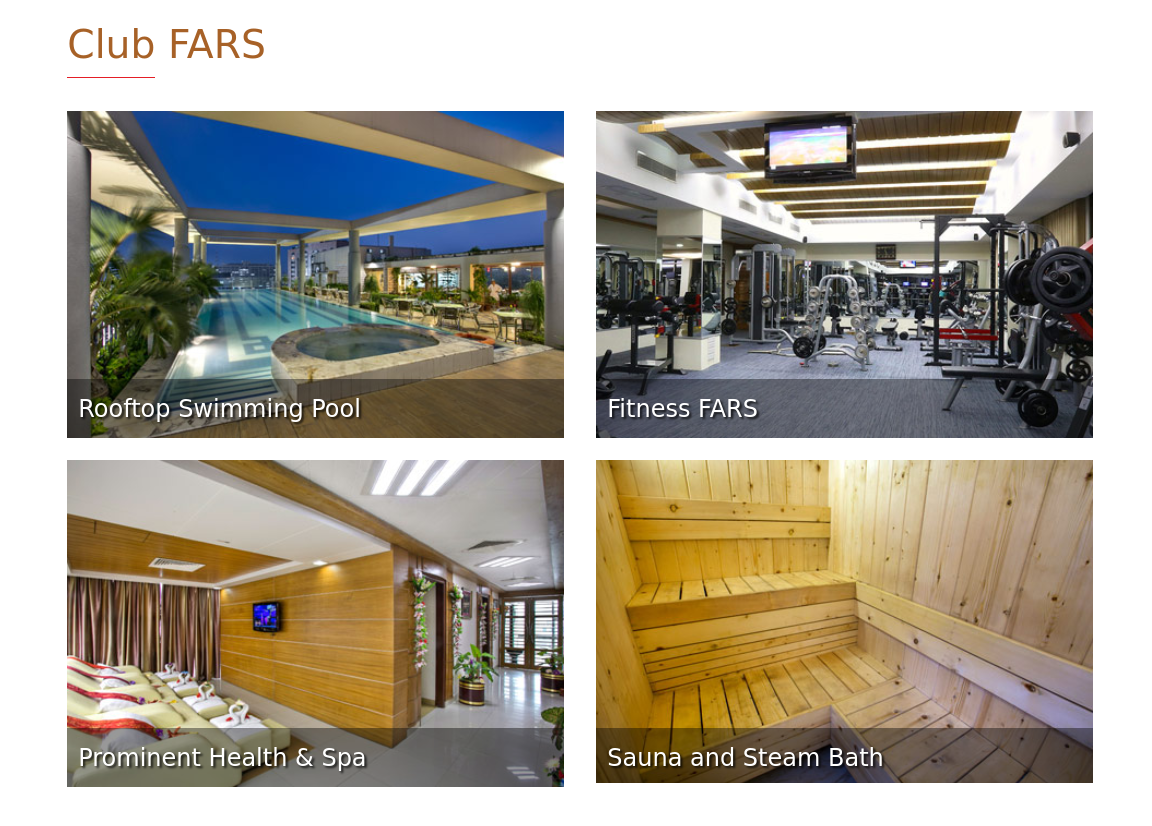 Club FARS
Rooftop Swimming Pool
Fitness FARS
Prominent Health & Spa
Sauna and Steam Bath